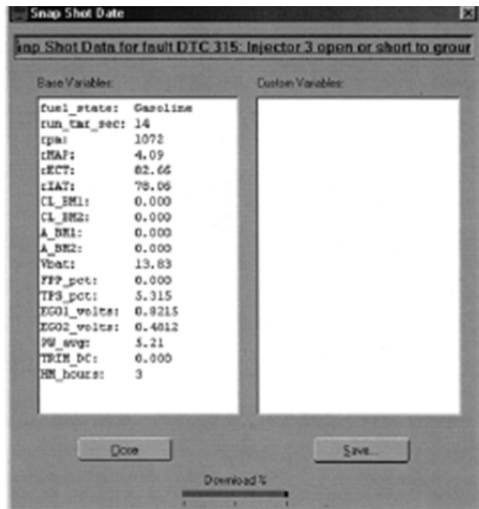 Snap Shot Date
inap Shot Data for fault DTC 315: Injector 3 open or short to grour
Base Variables:
Custom Variables:
fuel_state: Gasoline
run_tmr_sec: 14
rpm: 1072
rMAP: 4.09
rECT: 82.66
rIAT: 78.06
CL_BM1: 0.000
CL_BM2: 0.000
A_BM1: 0.000
A_BM2: 0.000
Vbat: 13.83
FPP_pct: 0.000
TPS_pct: 5.315
EGO1_volts: 0.8215
EGO2_volts: 0.4812
PW_avg: 5.21
TRIM_DC: 0.000
HM_hours: 3
Close
Save...
Download %